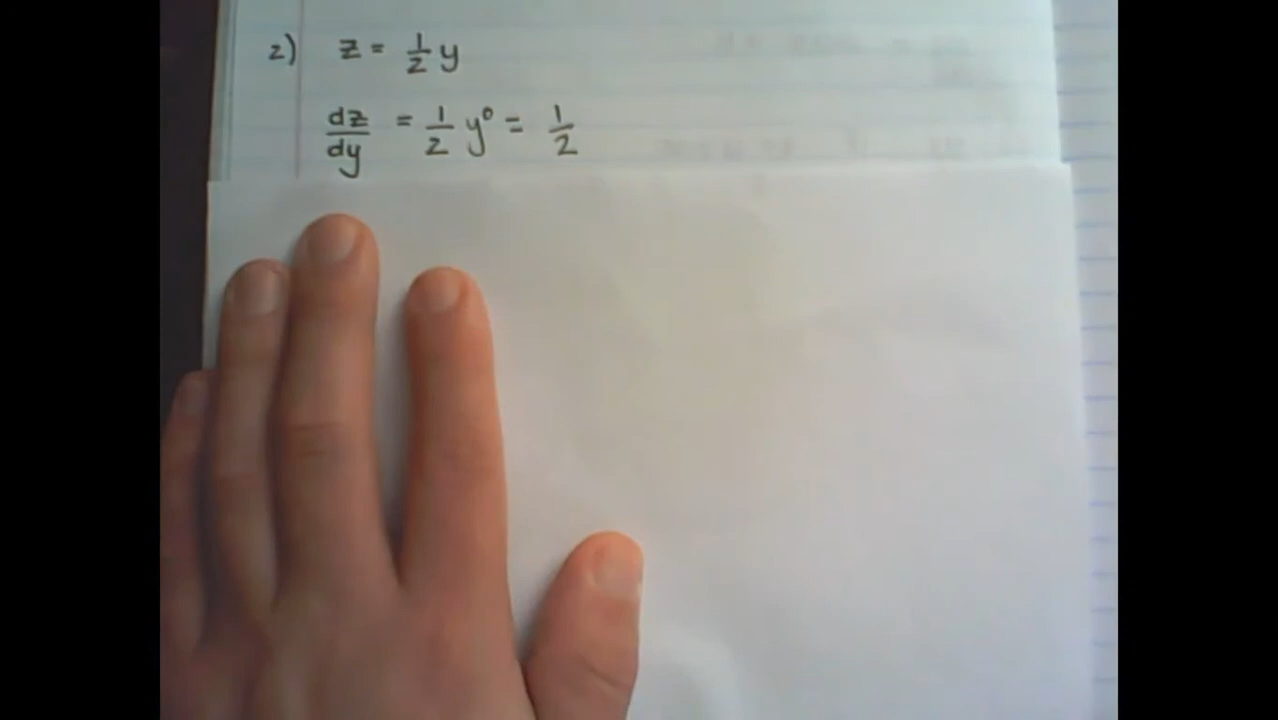 2) z = 1/2 y
dz/dy = 1/2 y⁰ = 1/2